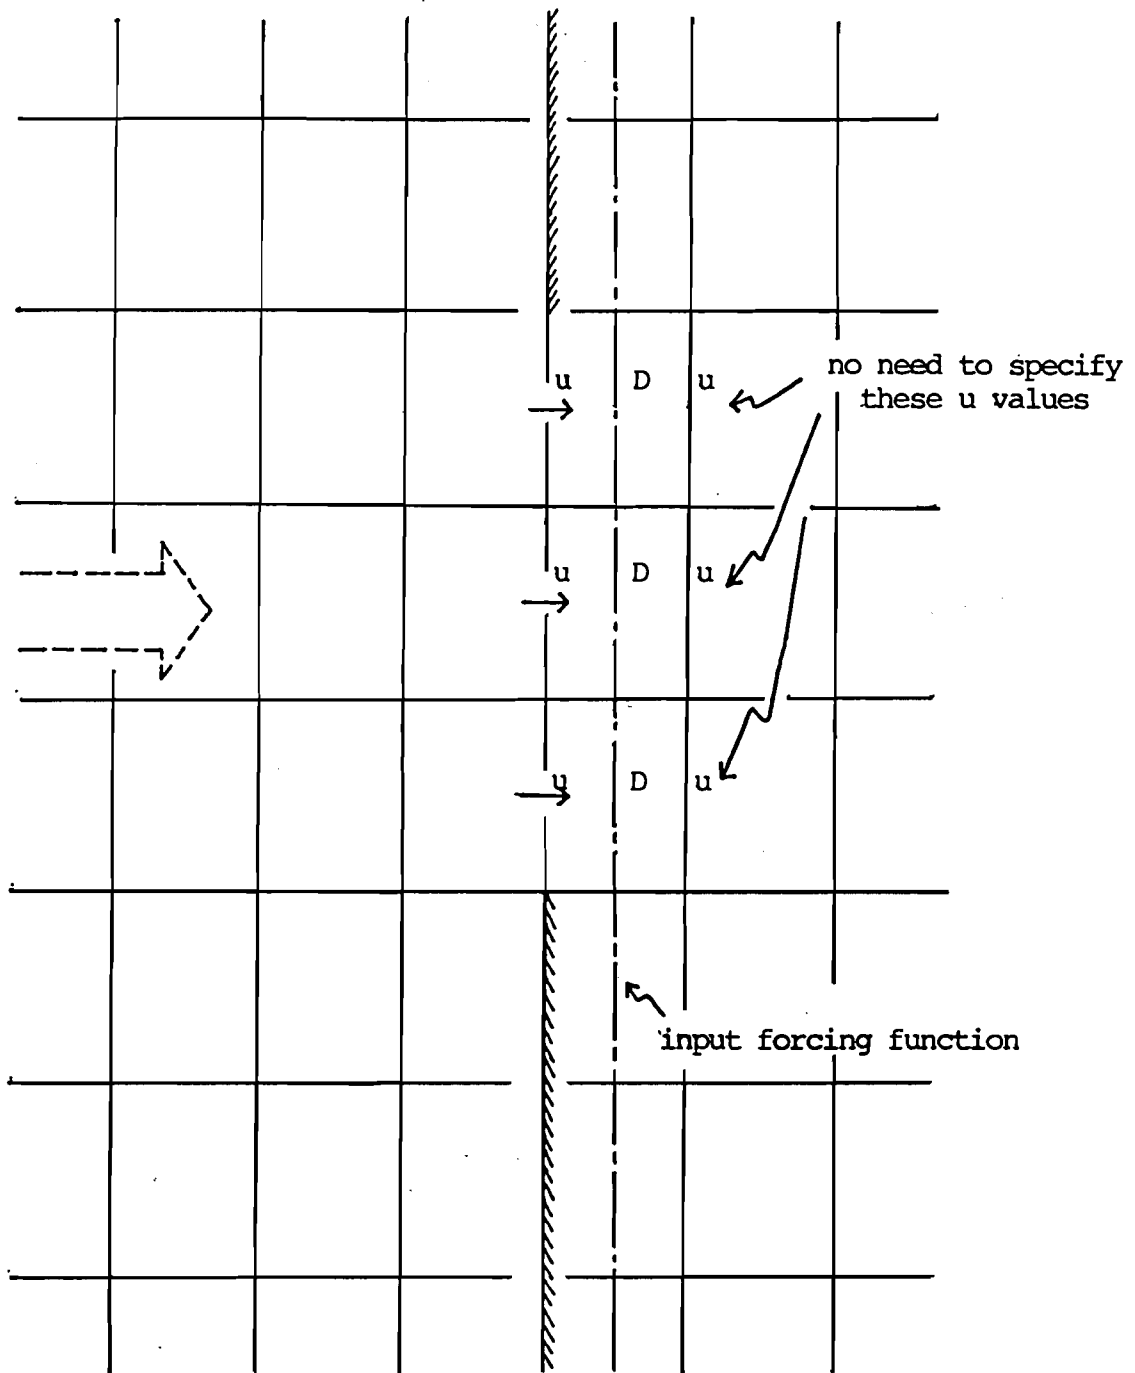 u D u
no need to specify
these u values
u D u
u D u
input forcing function